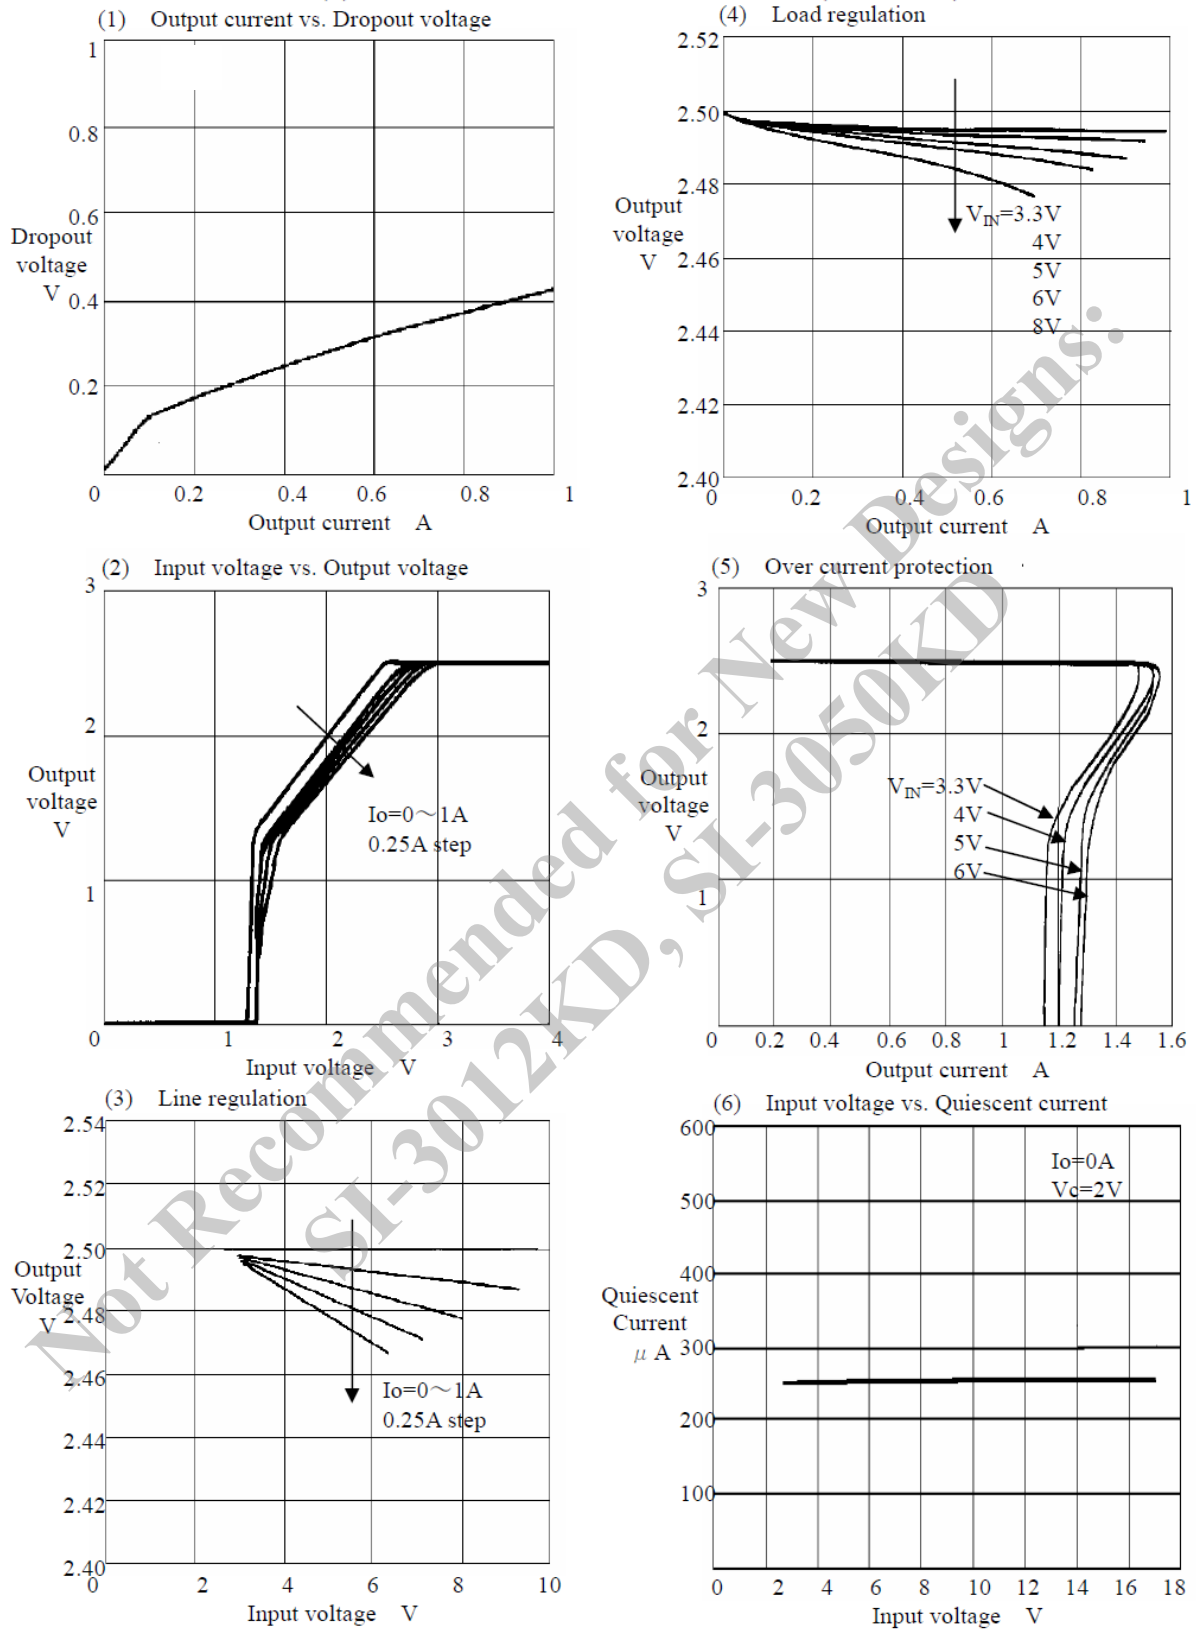 (1) Output current vs. Dropout voltage
1
0.8
0.6
Dropout
voltage
V
0.4
0.2
0 0.2 0.4 0.6 0.8 1
Output current A
(4) Load regulation
2.52
2.50
2.48
Output
voltage
V
2.46
2.44
2.42
2.40
VIN=3.3V
4V
5V
6V
8V
0 0.2 0.4 0.6 0.8 1
Output current A
(2) Input voltage vs. Output voltage
3
2
Output
voltage
V
1
Io=0~1A
0.25A step
0 1 2 3 4
Input voltage V
(5) Over current protection
3
2
Output
voltage
V
1
VIN=3.3V
4V
5V
6V
0 0.2 0.4 0.6 0.8 1 1.2 1.4 1.6
Output current A
(3) Line regulation
2.54
2.52
2.50
Output
Voltage
V
2.48
2.46
2.44
2.42
2.40
Io=0~1A
0.25A step
0 2 4 6 8 10
Input voltage V
(6) Input voltage vs. Quiescent current
600
500
400
Quiescent
Current
μ A
300
200
100
Io=0A
Vc=2V
0 2 4 6 8 10 12 14 16 18
Input voltage V
Not Recommended for New Designs:
SI-3012KD, SI-3050KD